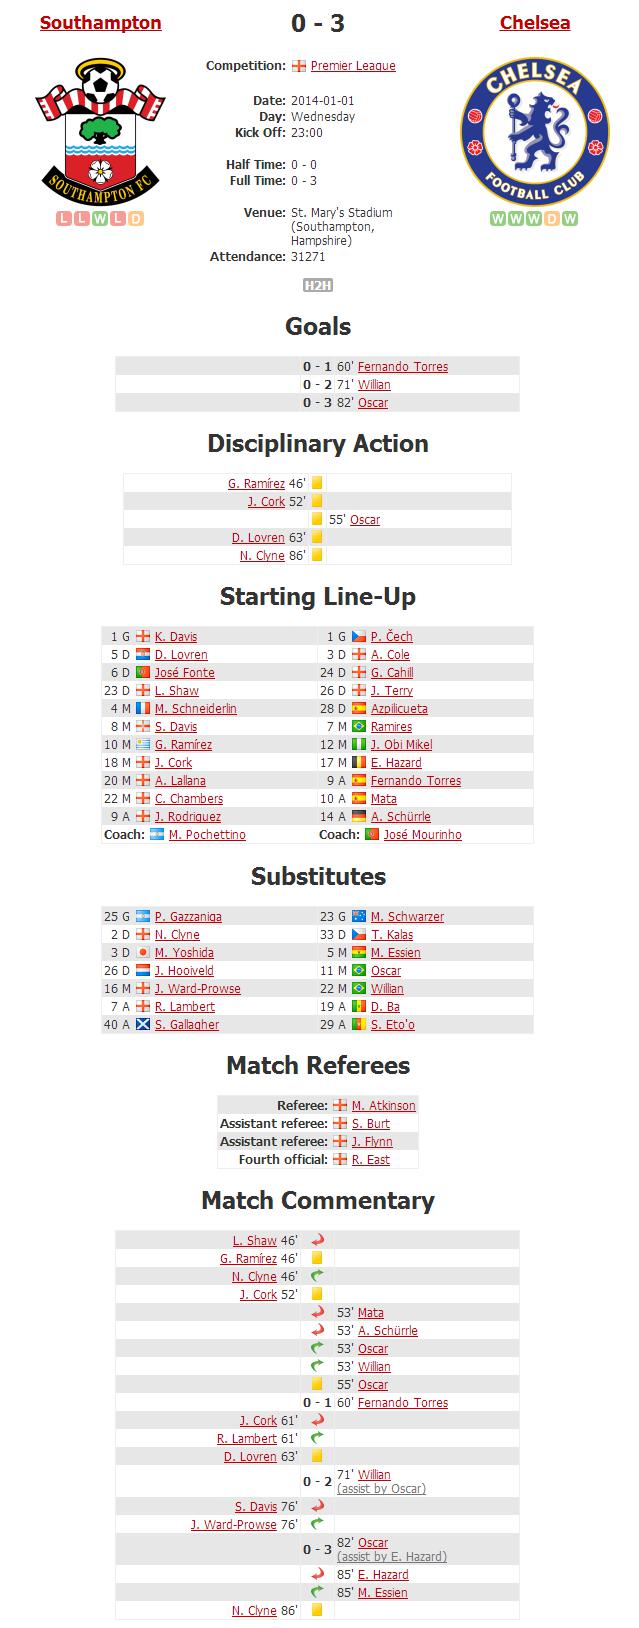 Southampton 0 - 3 Chelsea
SOUTHAMPTON FC
CHELSEA
FOOTBALL CLUB
L L W L D
W W W D W
Competition: Premier League
Date: 2014-01-01
Day: Wednesday
Kick Off: 23:00
Half Time: 0 - 0
Full Time: 0 - 3
Venue: St. Mary's Stadium
(Southampton,
Hampshire)
Attendance: 31271
H2H
Goals
0 - 1 60' Fernando Torres
0 - 2 71' Willian
0 - 3 82' Oscar
Disciplinary Action
G. Ramírez 46'
J. Cork 52'
55' Oscar
D. Lovren 63'
N. Clyne 86'
Starting Line-Up
1 G K. Davis 1 G P. Čech
5 D D. Lovren 3 D A. Cole
6 D José Fonte 24 D G. Cahill
23 D L. Shaw 26 D J. Terry
4 M M. Schneiderlin 28 D Azpilicueta
8 M S. Davis 7 M Ramires
10 M G. Ramírez 12 M J. Obi Mikel
18 M J. Cork 17 M E. Hazard
20 M A. Lallana 9 A Fernando Torres
22 M C. Chambers 10 A Mata
9 A J. Rodriguez 14 A A. Schürrle
Coach: M. Pochettino Coach: José Mourinho
Substitutes
25 G P. Gazzaniga 23 G M. Schwarzer
2 D N. Clyne 33 D T. Kalas
3 D M. Yoshida 5 M M. Essien
26 D J. Hooiveld 11 M Oscar
16 M J. Ward-Prowse 22 M Willian
7 A R. Lambert 19 A D. Ba
40 A S. Gallagher 29 A S. Eto'o
Match Referees
Referee: M. Atkinson
Assistant referee: S. Burt
Assistant referee: J. Flynn
Fourth official: R. East
Match Commentary
L. Shaw 46'
G. Ramírez 46'
N. Clyne 46'
J. Cork 52'
53' Mata
53' A. Schürrle
53' Oscar
53' Willian
55' Oscar
0 - 1 60' Fernando Torres
J. Cork 61'
R. Lambert 61'
D. Lovren 63'
0 - 2 71' Willian
(assist by Oscar)
S. Davis 76'
J. Ward-Prowse 76'
0 - 3 82' Oscar
(assist by E. Hazard)
85' E. Hazard
85' M. Essien
N. Clyne 86'